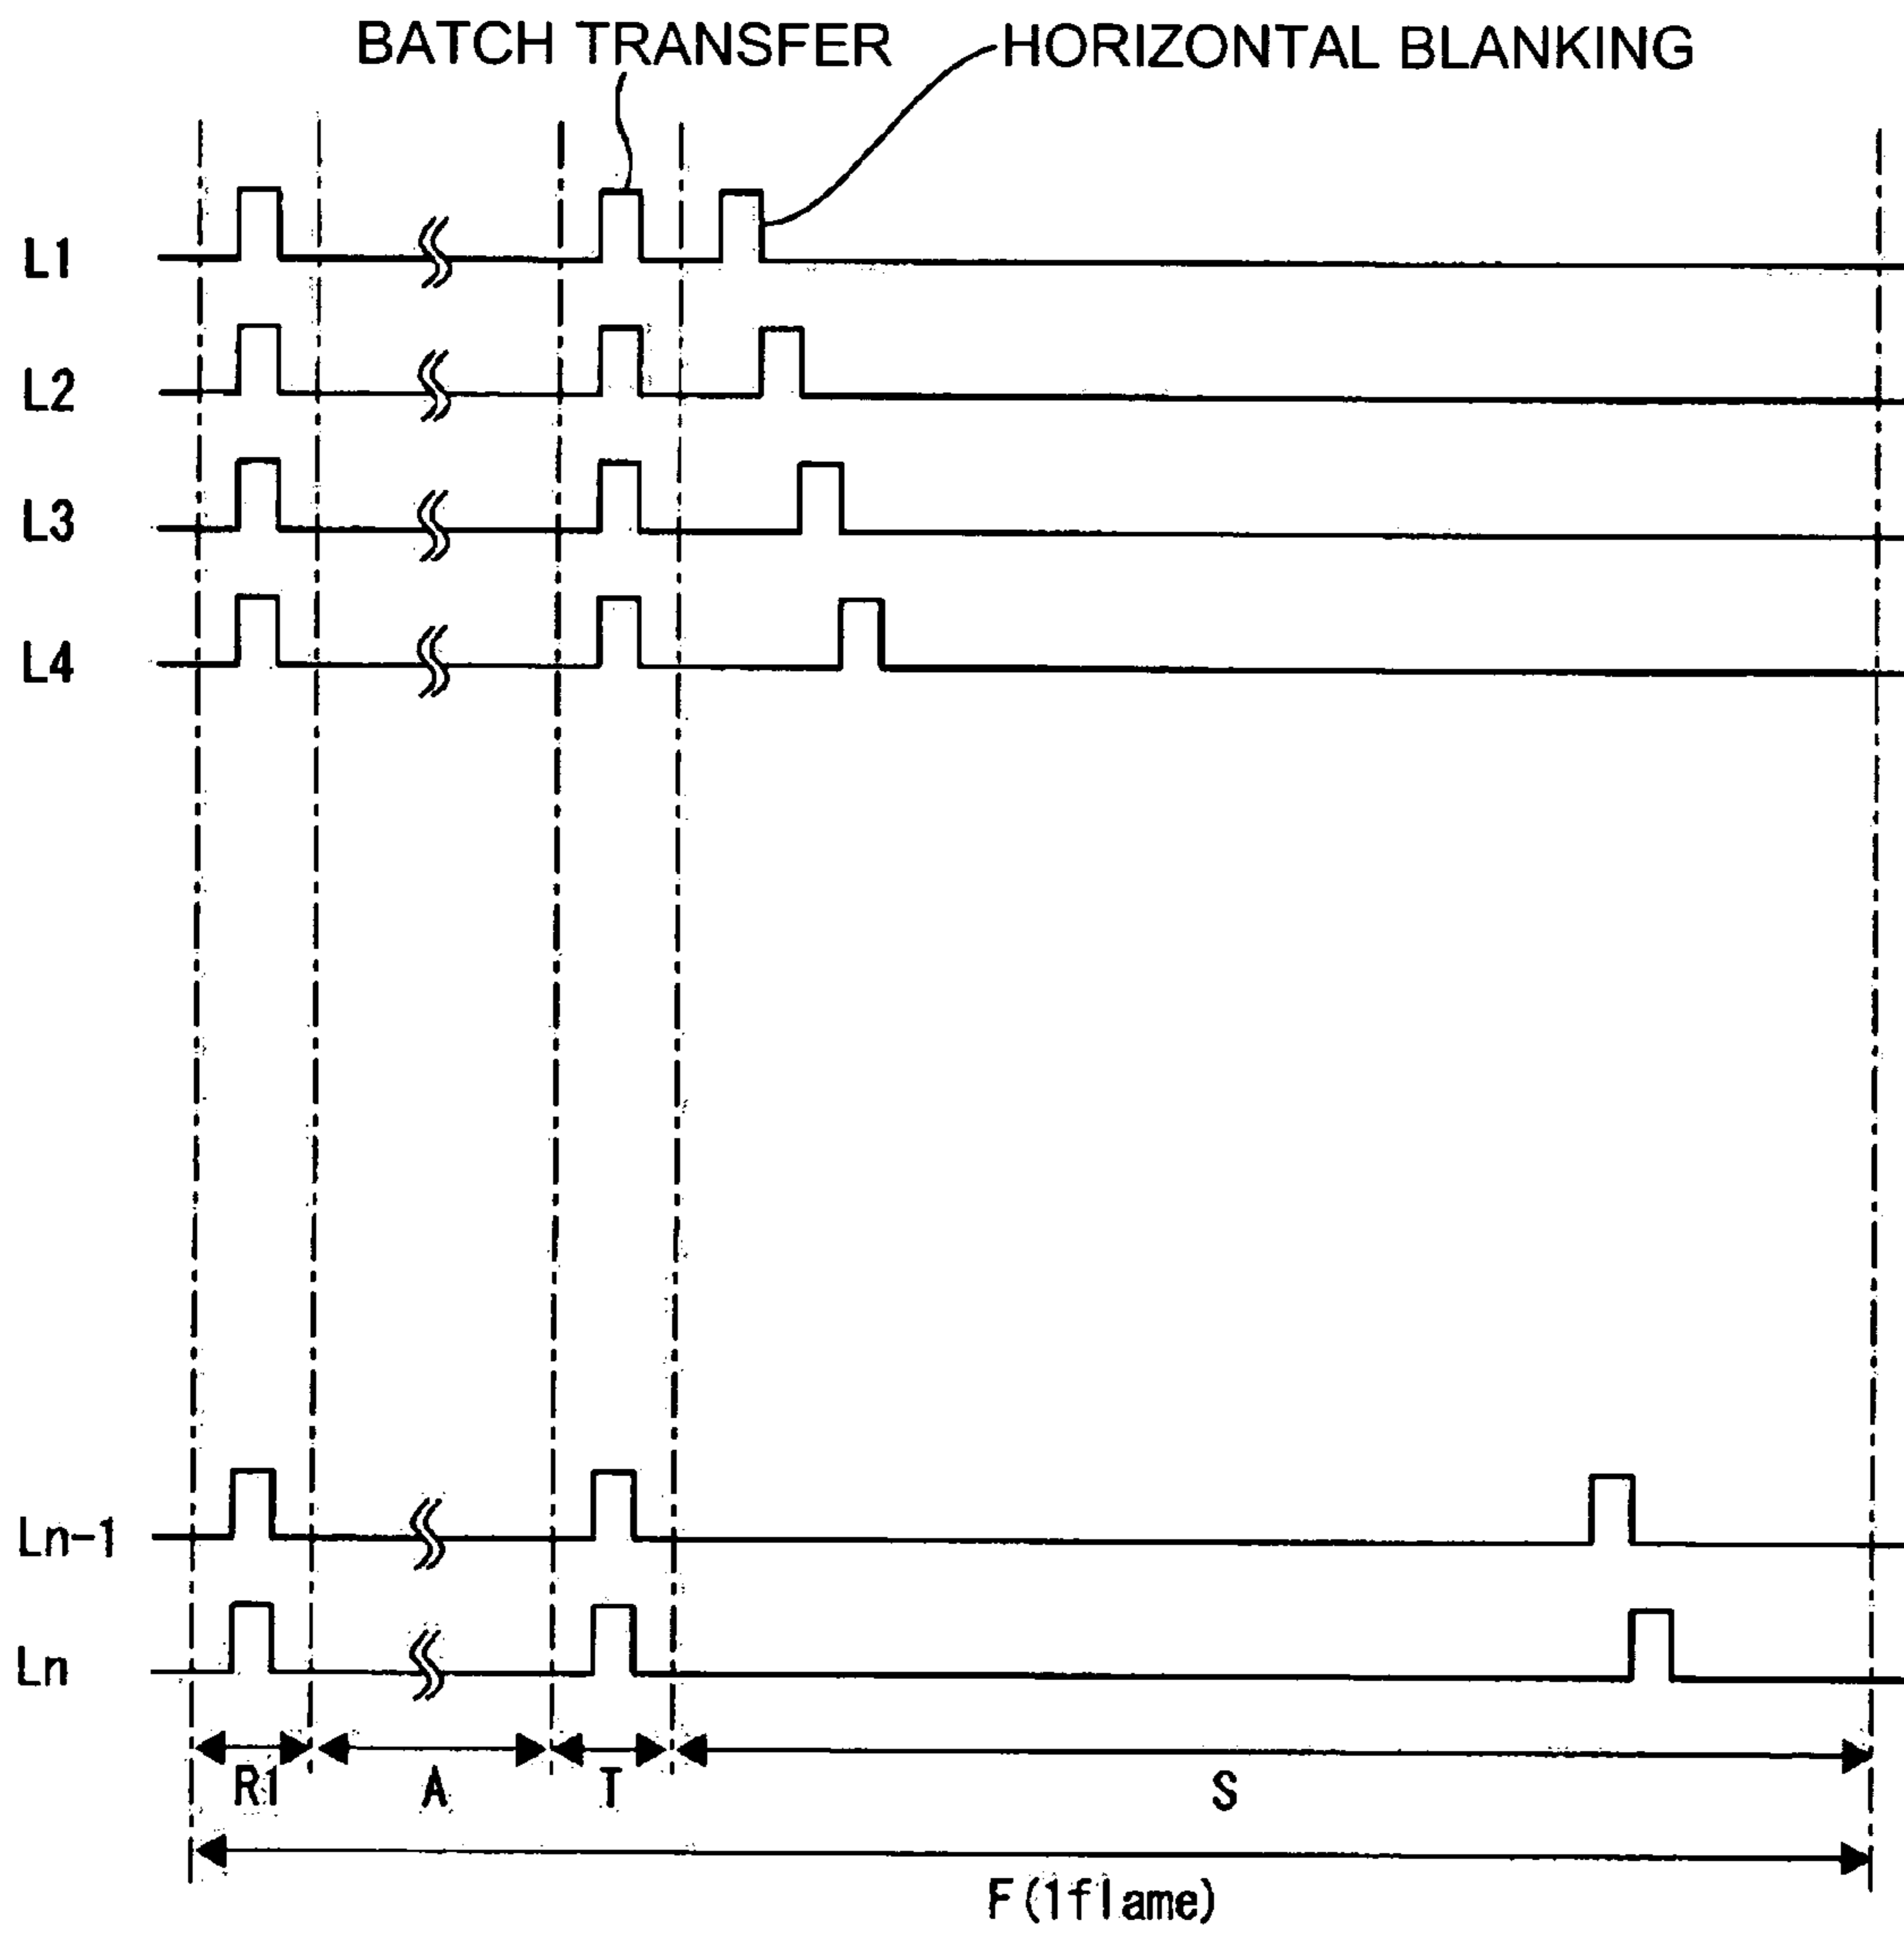 BATCH TRANSFER
HORIZONTAL BLANKING
L1
L2
L3
L4
Ln-1
Ln
R1 A T S
F(1flame)